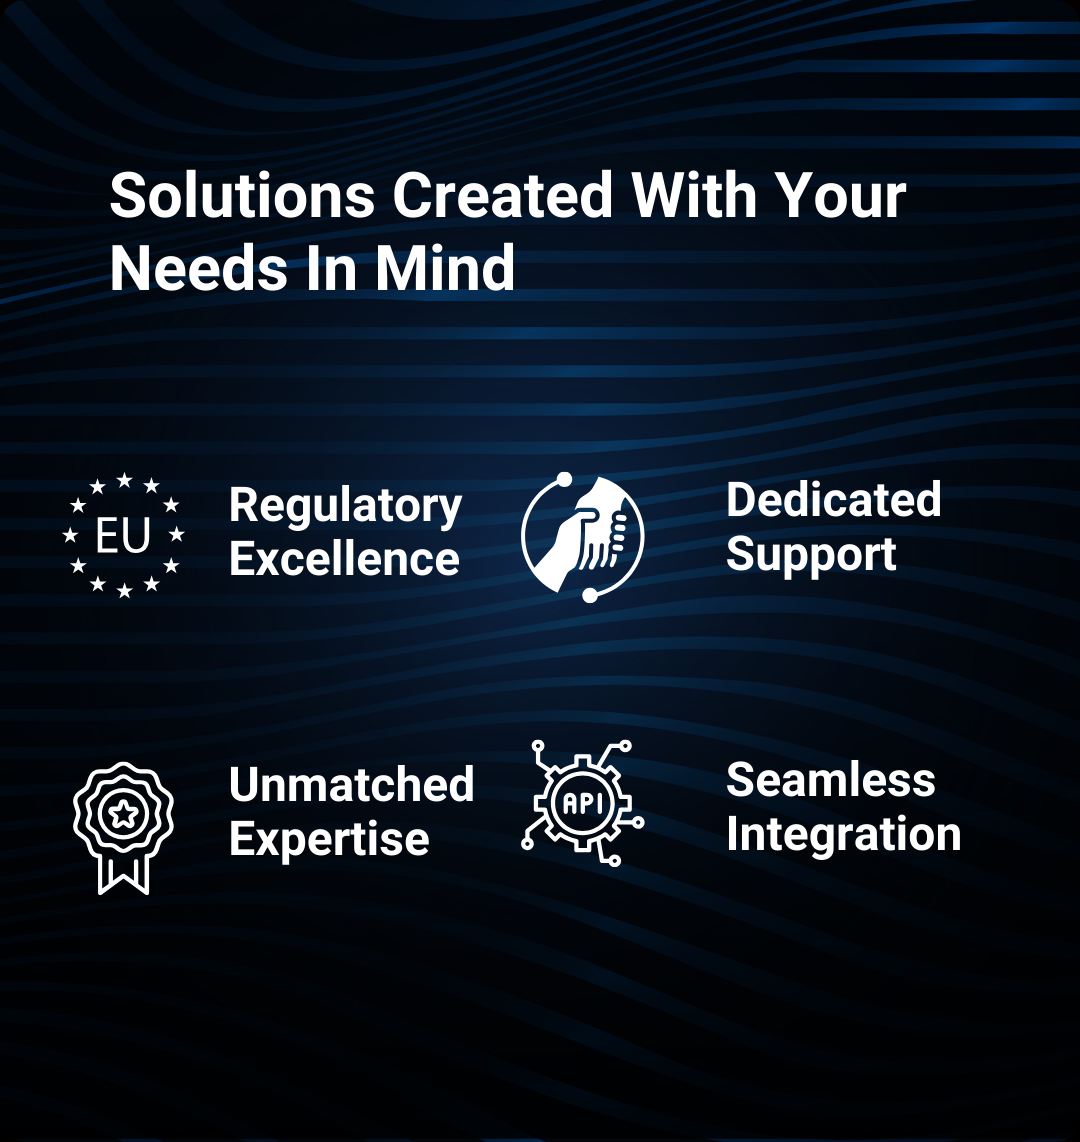 Solutions Created With Your
Needs In Mind
EU
Regulatory
Excellence
Dedicated
Support
Unmatched
Expertise
API
Seamless
Integration